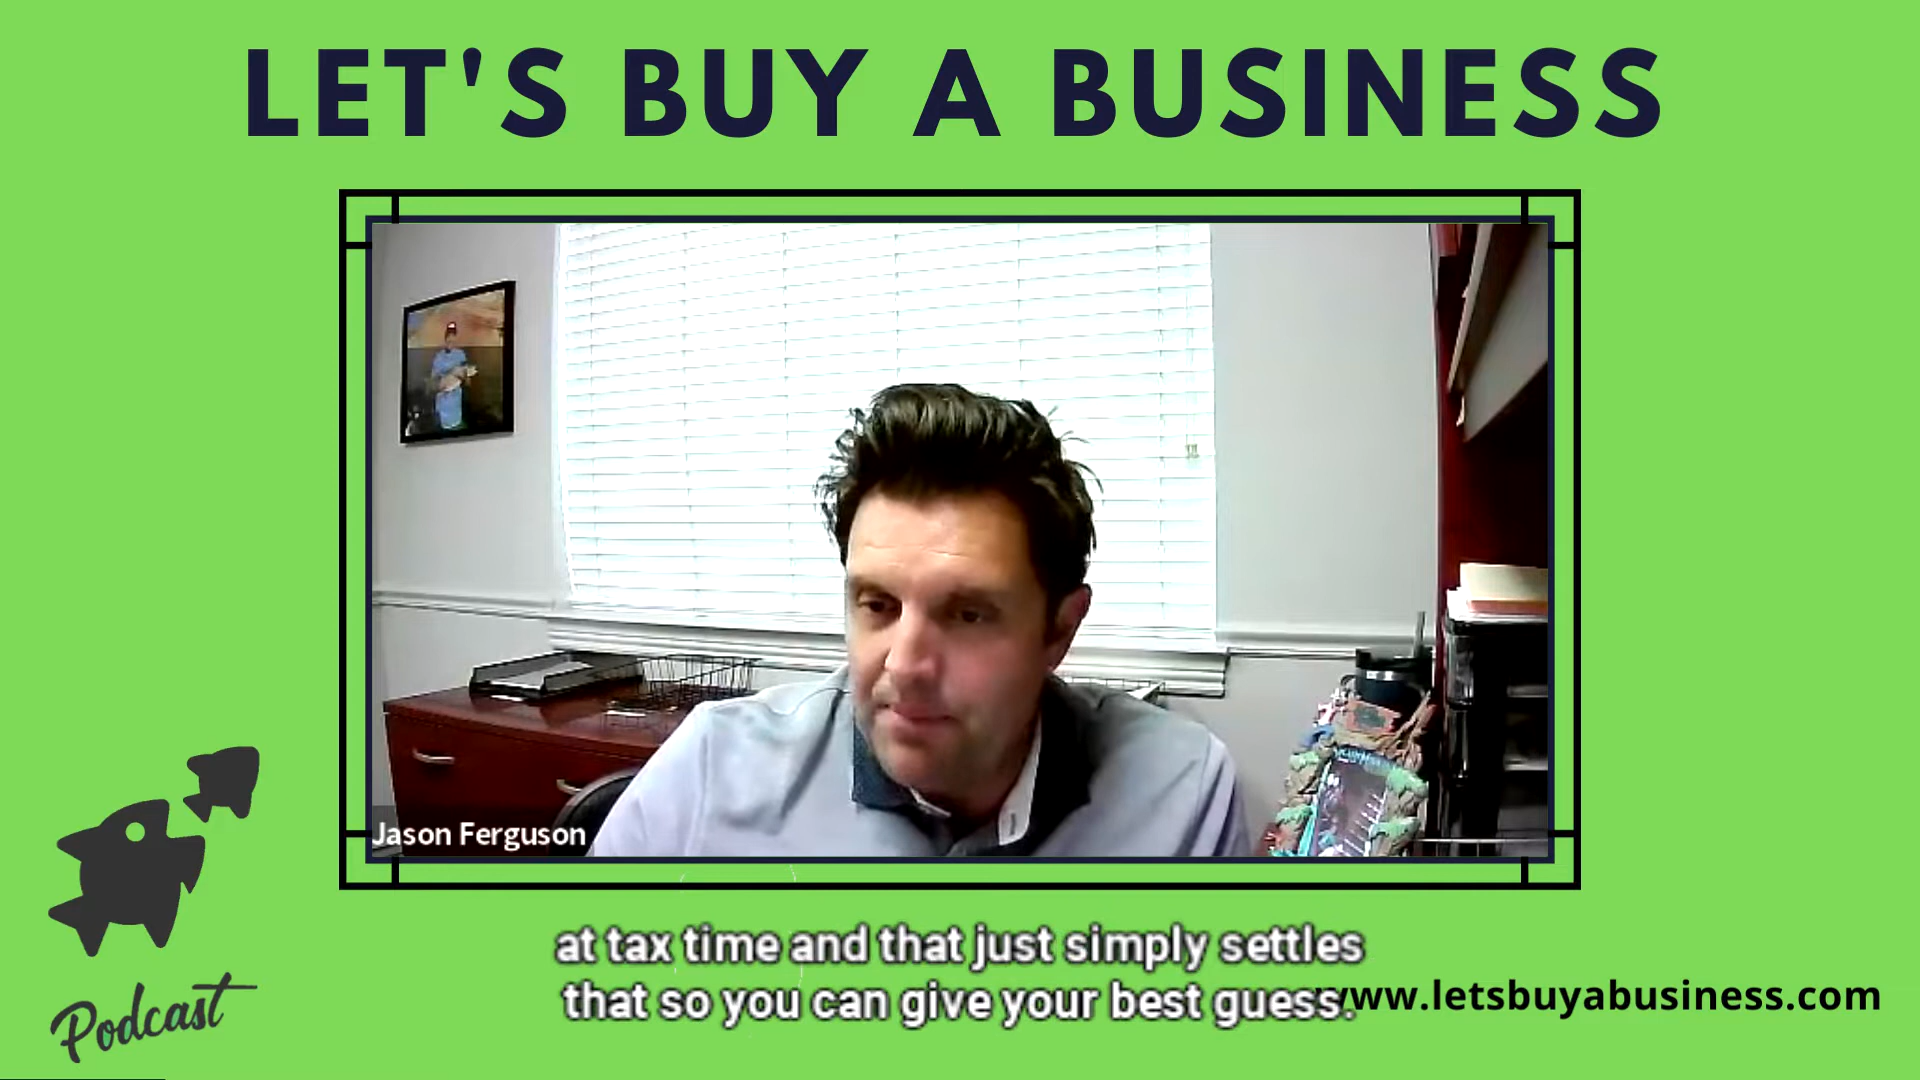 LET'S BUY A BUSINESS
Jason Ferguson
at tax time and that just simply settles
that so you can give your best guess.
www.letsbuyabusiness.com
Podcast